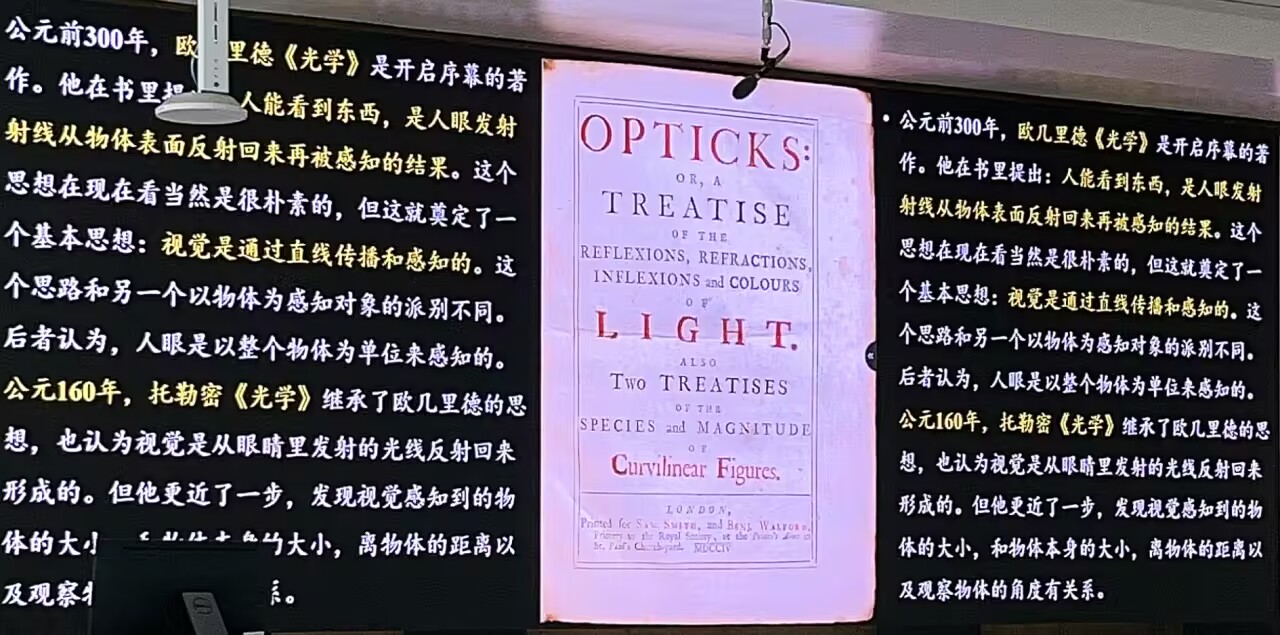 公元前300年，欧里德《光学》是开启序幕的著
作。他在书里提人能看到东西，是人眼发射
射线从物体表面反射回来再被感知的结果。这个
思想在现在看当然是很朴素的，但这就奠定了一
个基本思想：视觉是通过直线传播和感知的。这
个思路和另一个以物体为感知对象的派别不同。
后者认为，人眼是以整个物体为单位来感知的。
公元160年，托勒密《光学》继承了欧几里德的思
想，也认为视觉是从眼睛里发射的光线反射回来
形成的。但他更近了一步，发现视觉感知到的物
体的大小和物体本身的大小，离物体的距离以
及观察系。
OPTICKS:
OR, A
TREATISE
OF THE
REFLEXIONS, REFRACTIONS,
INFLEXIONS and COLOURS
OF
LIGHT.
ALSO
Two TREATISES
OF THE
SPECIES and MAGNITUDE
OF
Curvilinear Figures.
LONDON,
Printed for SAM. SMITH, and BENJ. WALFORD,
Printers to the Royal Society, at the Prince's Arms in
St. Paul's Church-yard. MDCCIV.
• 公元前300年，欧几里德《光学》是开启序幕的著
作。他在书里提出：人能看到东西，是人眼发射
射线从物体表面反射回来再被感知的结果。这个
思想在现在看当然是很朴素的，但这就奠定了一
个基本思想：视觉是通过直线传播和感知的。这
个思路和另一个以物体为感知对象的派别不同。
后者认为，人眼是以整个物体为单位来感知的。
公元160年，托勒密《光学》继承了欧几里德的思
想，也认为视觉是从眼睛里发射的光线反射回来
形成的。但他更近了一步，发现视觉感知到的物
体的大小，和物体本身的大小，离物体的距离以
及观察物体的角度有关系。